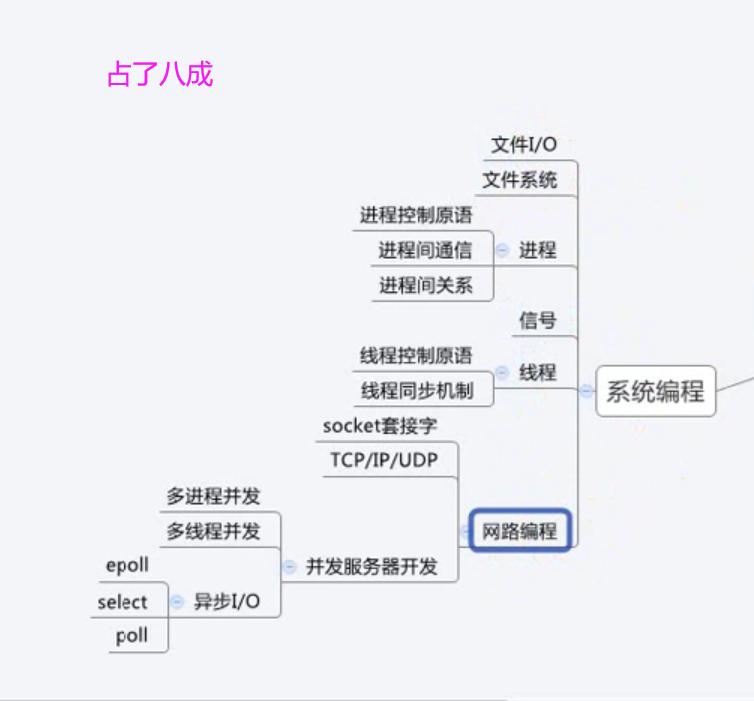 占了八成
文件I/O
文件系统
进程控制原语
进程间通信
进程
进程间关系
信号
线程控制原语
线程
线程同步机制
系统编程
socket套接字
TCP/IP/UDP
多进程并发
多线程并发
网路编程
epoll
并发服务器开发
select
异步I/O
poll